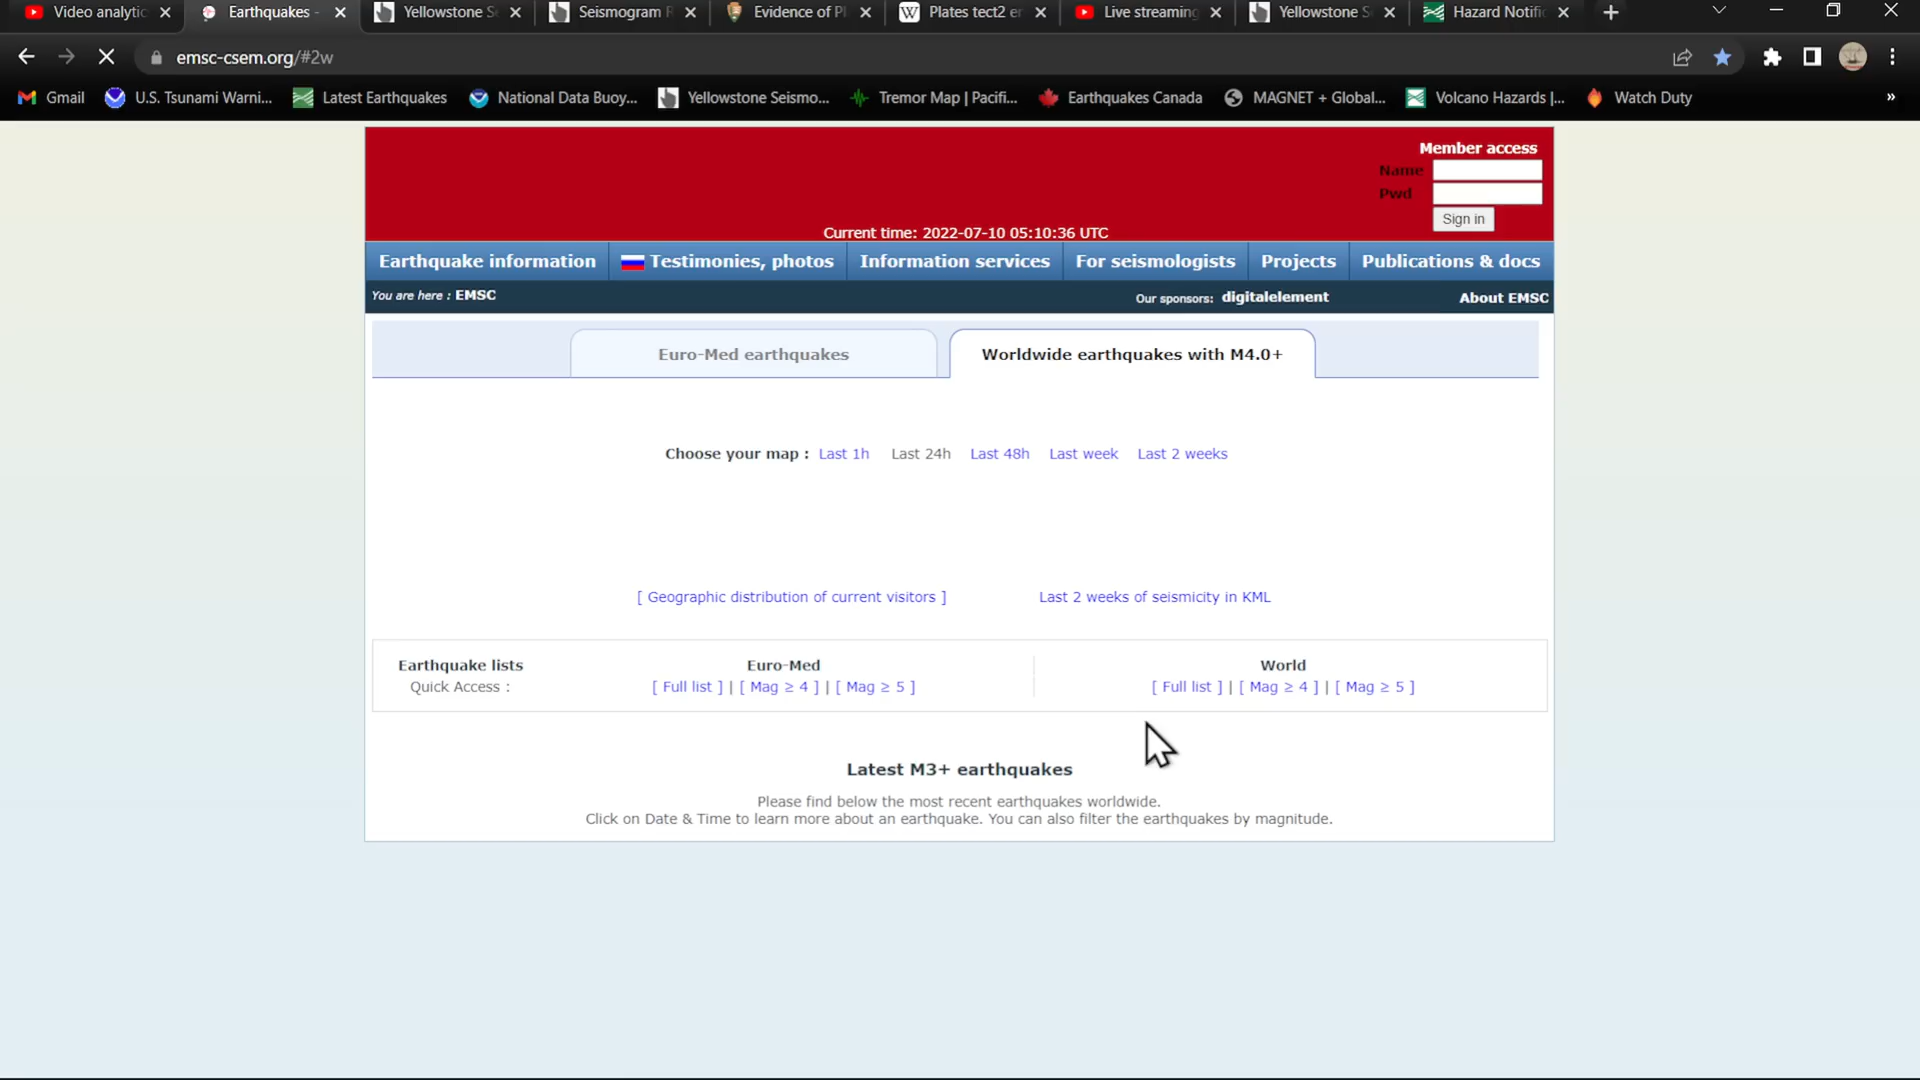 Video analytic
Earthquakes -
Yellowstone S
Seismogram R
Evidence of Pl
Plates tect2 e
Live streaming
Yellowstone S
Hazard Notifi
emsc-csem.org/#2w
Gmail
U.S. Tsunami Warni...
Latest Earthquakes
National Data Buoy...
Yellowstone Seismo...
Tremor Map | Pacifi...
Earthquakes Canada
MAGNET + Global...
Volcano Hazards |...
Watch Duty
»
Member access
Name
Pwd
Sign in
Current time: 2022-07-10 05:10:36 UTC
Earthquake information
Testimonies, photos
Information services
For seismologists
Projects
Publications & docs
You are here : EMSC
Our sponsors: digitalelement
About EMSC
Euro-Med earthquakes
Worldwide earthquakes with M4.0+
Choose your map : Last 1h Last 24h Last 48h Last week Last 2 weeks
[ Geographic distribution of current visitors ]
Last 2 weeks of seismicity in KML
Earthquake lists
Quick Access :
Euro-Med
[ Full list ] | [ Mag ≥ 4 ] | [ Mag ≥ 5 ]
World
[ Full list ] | [ Mag ≥ 4 ] | [ Mag ≥ 5 ]
Latest M3+ earthquakes
Please find below the most recent earthquakes worldwide.
Click on Date & Time to learn more about an earthquake. You can also filter the earthquakes by magnitude.